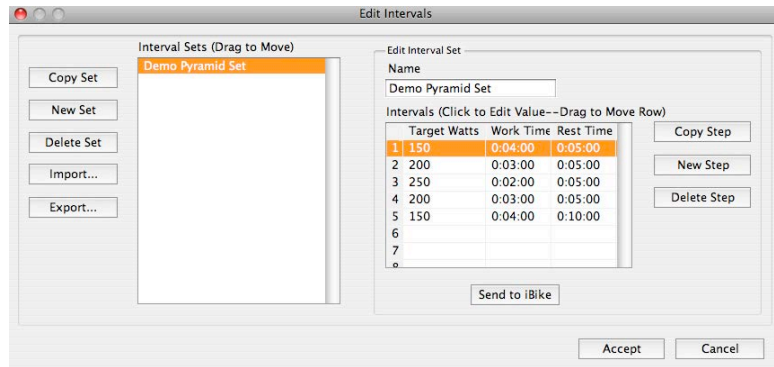 Edit Intervals
Interval Sets (Drag to Move)
Demo Pyramid Set
Copy Set
New Set
Delete Set
Import...
Export...
Edit Interval Set
Name
Demo Pyramid Set
Intervals (Click to Edit Value--Drag to Move Row)
Target Watts Work Time Rest Time
1 150 0:04:00 0:05:00
2 200 0:03:00 0:05:00
3 250 0:02:00 0:05:00
4 200 0:03:00 0:05:00
5 150 0:04:00 0:10:00
6
7
Copy Step
New Step
Delete Step
Send to iBike
Accept Cancel